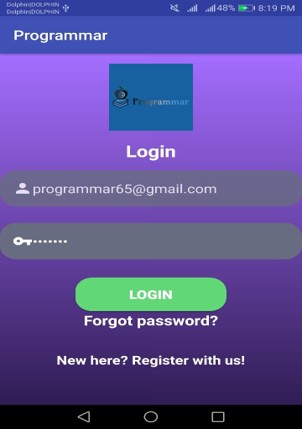 Dolphin|DOLPHIN
Dolphin|DOLPHIN
48% 8:19 PM
Programmar
Programmar
Login
programmar65@gmail.com
••••••••
LOGIN
Forgot password?
New here? Register with us!